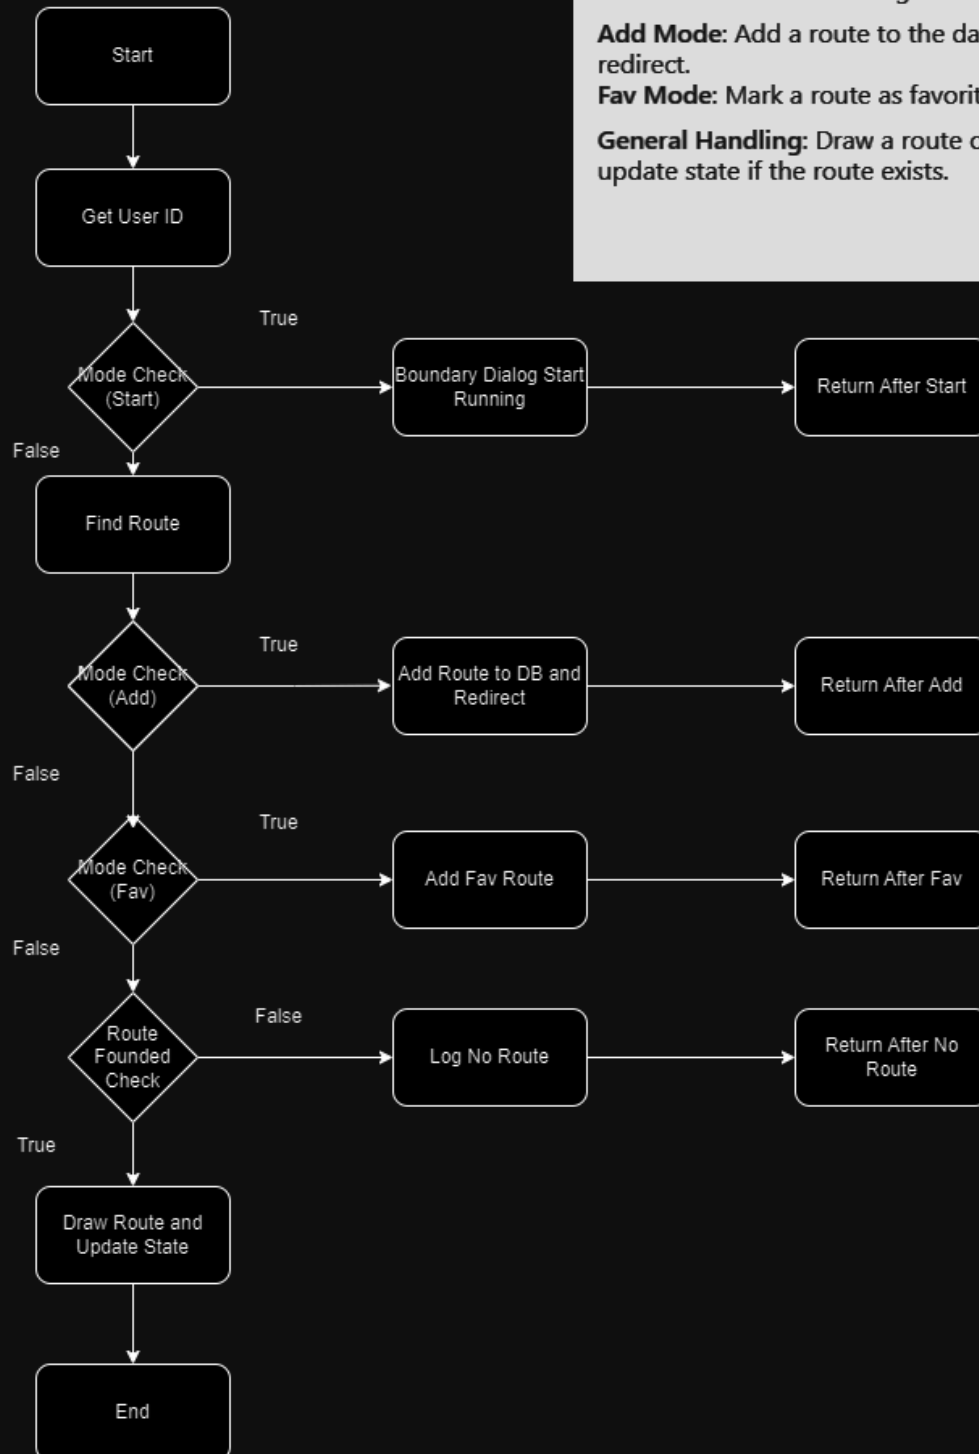 Start
Add Mode: Add a route to the
redirect.
Fav Mode: Mark a route as
General Handling: Draw a route
update state if the route exists.
Get User ID
True
Mode Check
(Start)
Boundary Dialog Start
Running
Return After Start
False
Find Route
True
Mode Check
(Add)
Add Route to DB and
Redirect
Return After Add
False
True
Mode Check
(Fav)
Add Fav Route
Return After Fav
False
False
Route
Founded
Check
Log No Route
Return After No
Route
True
Draw Route and
Update State
End